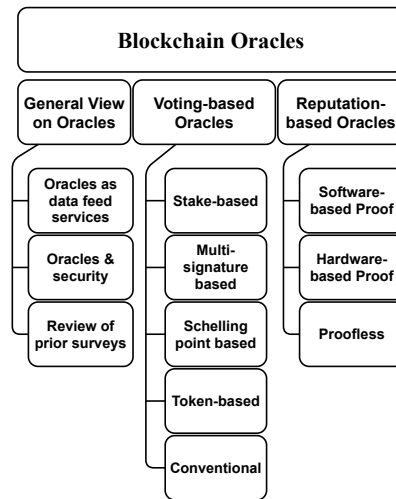 Blockchain Oracles
General View
on Oracles
Voting-based
Oracles
Reputation-
based Oracles
Oracles as
data feed
services
Oracles &
security
Review of
prior surveys
Stake-based
Multi-
signature
based
Schelling
point based
Token-based
Conventional
Software-
based Proof
Hardware-
based Proof
Proofless